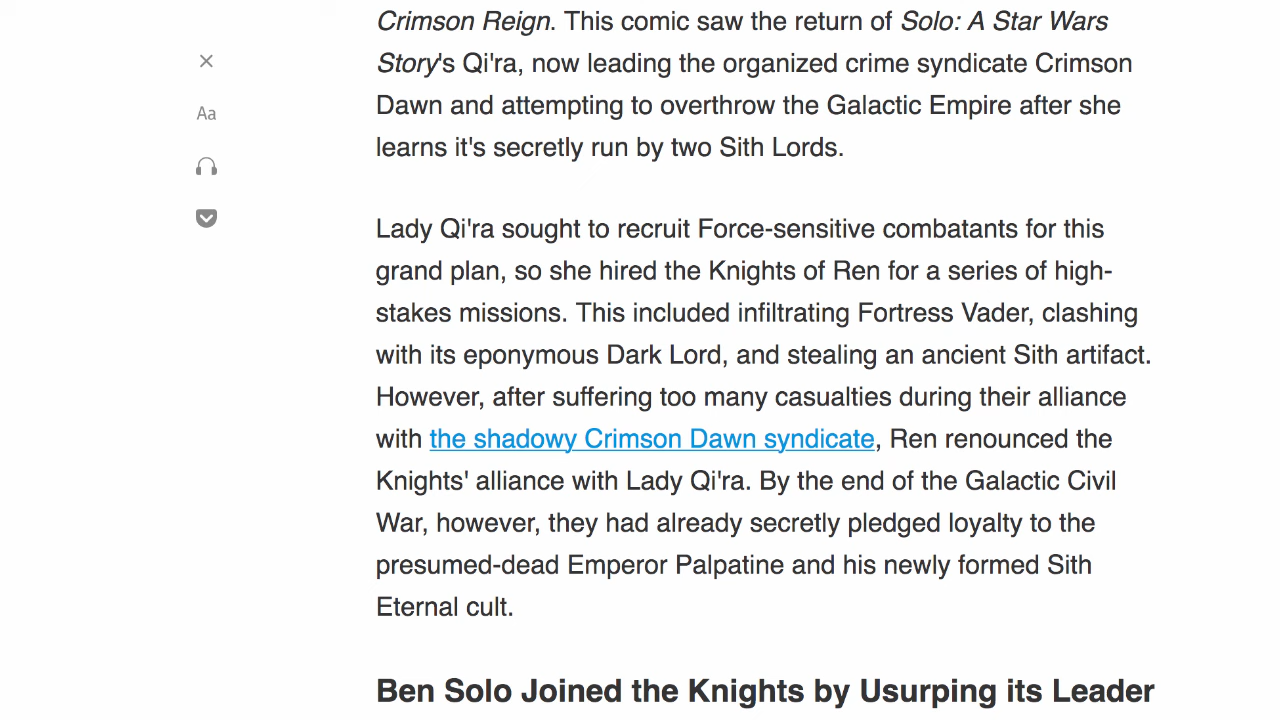 Crimson Reign. This comic saw the return of Solo: A Star Wars
Story's Qi'ra, now leading the organized crime syndicate Crimson
Dawn and attempting to overthrow the Galactic Empire after she
learns it's secretly run by two Sith Lords.
Aa
Lady Qi'ra sought to recruit Force-sensitive combatants for this
grand plan, so she hired the Knights of Ren for a series of high-
stakes missions. This included infiltrating Fortress Vader, clashing
with its eponymous Dark Lord, and stealing an ancient Sith artifact.
However, after suffering too many casualties during their alliance
with the shadowy Crimson Dawn syndicate, Ren renounced the
Knights' alliance with Lady Qi'ra. By the end of the Galactic Civil
War, however, they had already secretly pledged loyalty to the
presumed-dead Emperor Palpatine and his newly formed Sith
Eternal cult.
Ben Solo Joined the Knights by Usurping its Leader